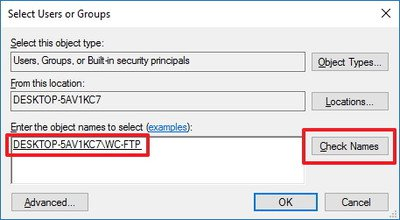 Select Users or Groups
Select this object type:
Users, Groups, or Built-in security principals
Object Types...
From this location:
DESKTOP-5AV1KC7
Locations...
Enter the object names to select (examples):
DESKTOP-5AV1KC7\WC-FTP
Check Names
Advanced...
OK
Cancel